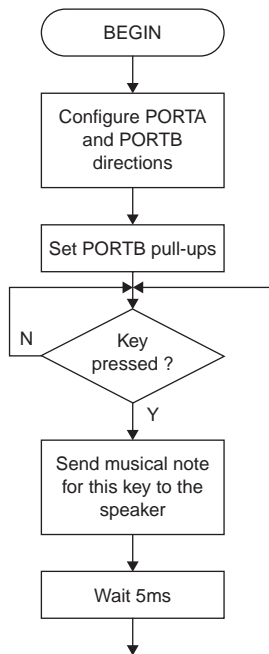 BEGIN
Configure PORTA
and PORTB
directions
Set PORTB pull-ups
Key
pressed ?
N
Y
Send musical note
for this key to the
speaker
Wait 5ms